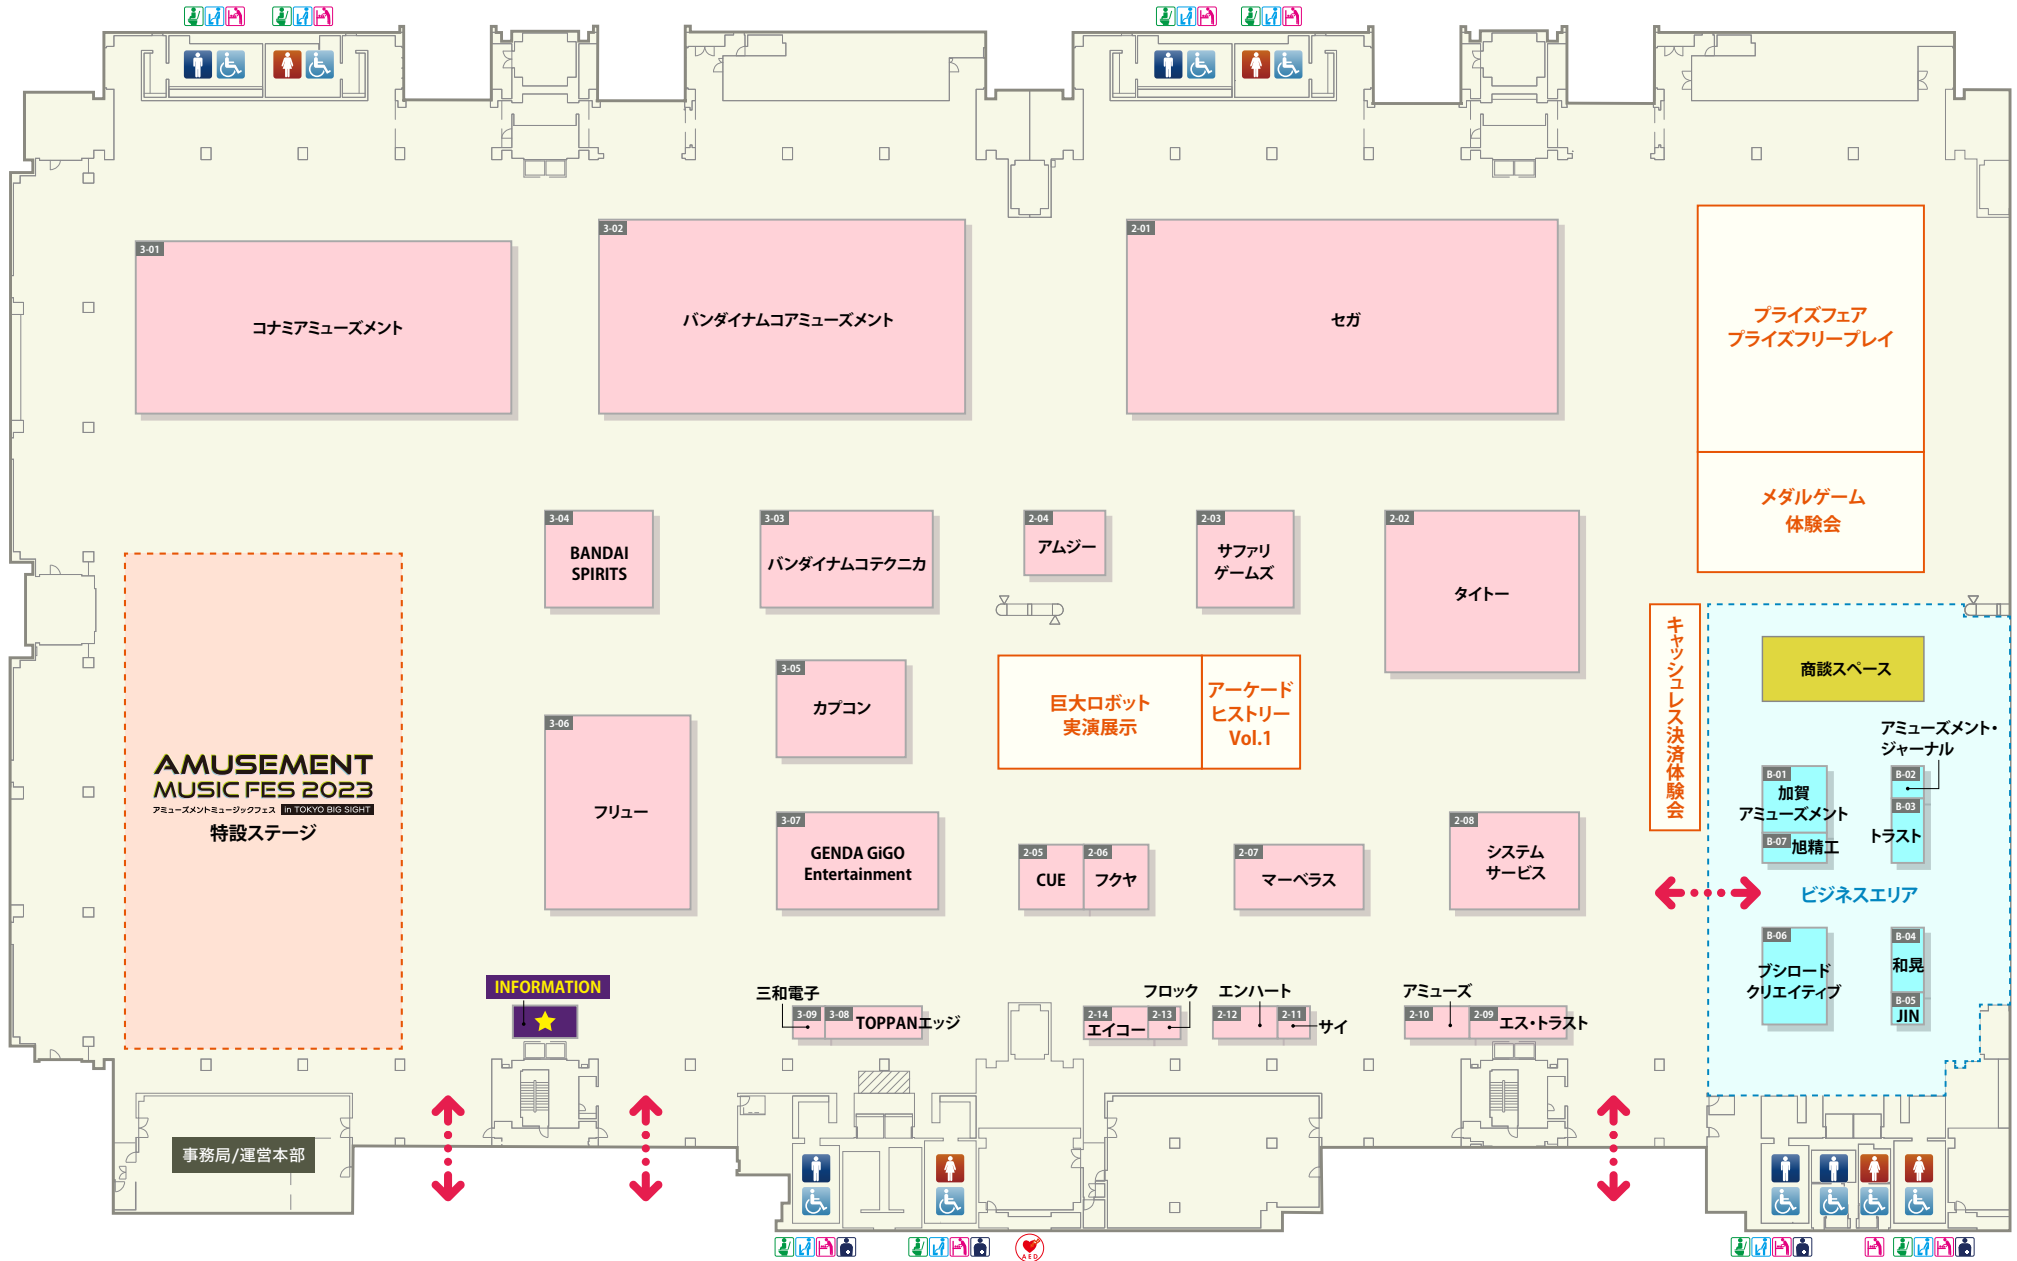 3-01
コナミアミューズメント
3-02
バンダイナムコアミューズメント
2-01
セガ
プライズフェア
プライズフリープレイ
メダルゲーム
体験会
3-04
BANDAI
SPIRITS
3-03
バンダイナムコテクニカ
2-04
アムジー
2-03
サファリ
ゲームズ
2-02
タイトー
キャッシュレス決済体験会
商談スペース
3-05
カプコン
巨大ロボット
実演展示
アーケード
ヒストリー
Vol.1
3-06
フリュー
AMUSEMENT
MUSIC FES 2023
アミューズメントミュージックフェス in TOKYO BIG SIGHT
特設ステージ
3-07
GENDA GiGO
Entertainment
2-05
CUE
2-06
フクヤ
2-07
マーベラス
2-08
システム
サービス
アミューズメント・
ジャーナル
B-01
加賀
アミューズメント
B-07
旭精工
B-02
B-03
トラスト
ビジネスエリア
B-06
ブシロード
クリエイティブ
B-04
和晃
B-05
JIN
INFORMATION
三和電子
3-09
3-08
TOPPANエッジ
フロック
2-14
エイコー
2-13
エンハート
2-12
2-11
サイ
アミューズ
2-10
2-09
エス・トラスト
事務局/運営本部
AED